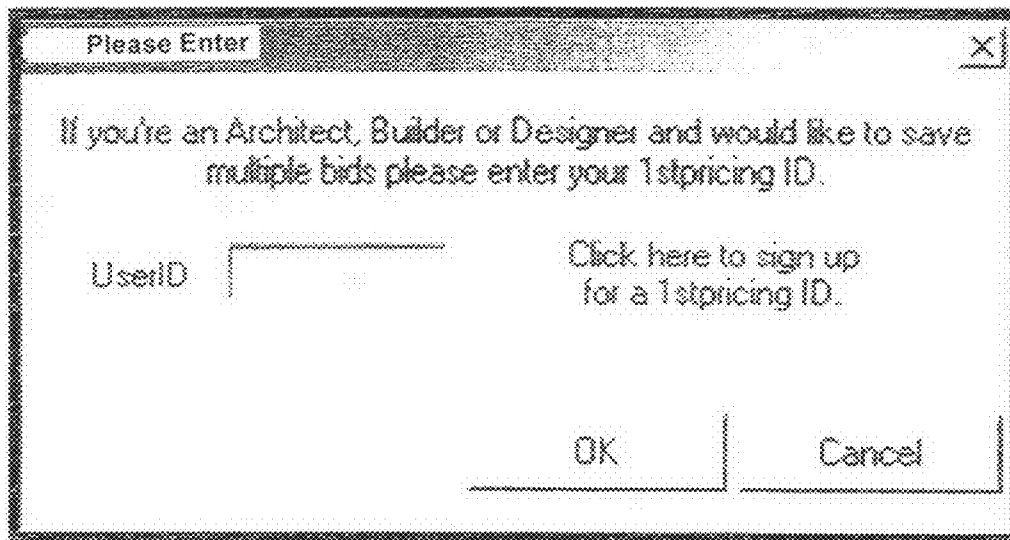 Please Enter
If you're an Architect, Builder or Designer and would like to save
multiple bids please enter your 1stpricing ID.
UserID
Click here to sign up
for a 1stpricing ID.
OK
Cancel